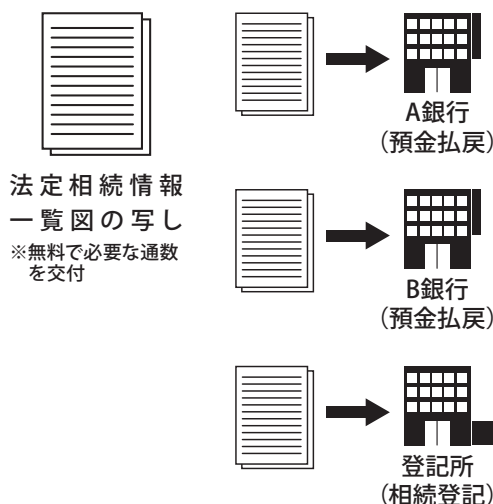 法定相続情報
一覧図の写し
※無料で必要な通数
を交付
A銀行
(預金払戻)
B銀行
(預金払戻)
登記所
(相続登記)